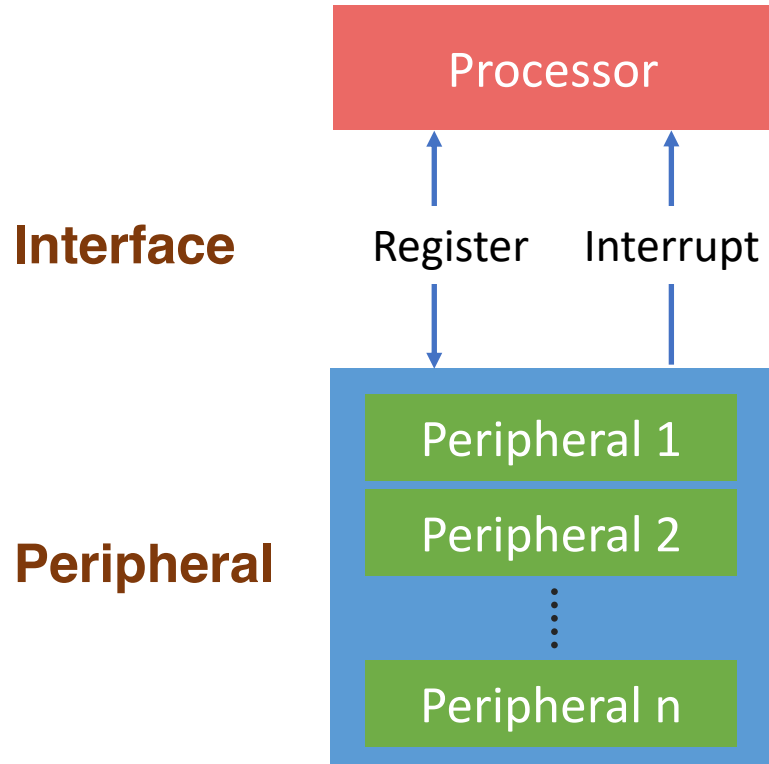 Processor
Interface
Register
Interrupt
Peripheral
Peripheral 1
Peripheral 2
Peripheral n